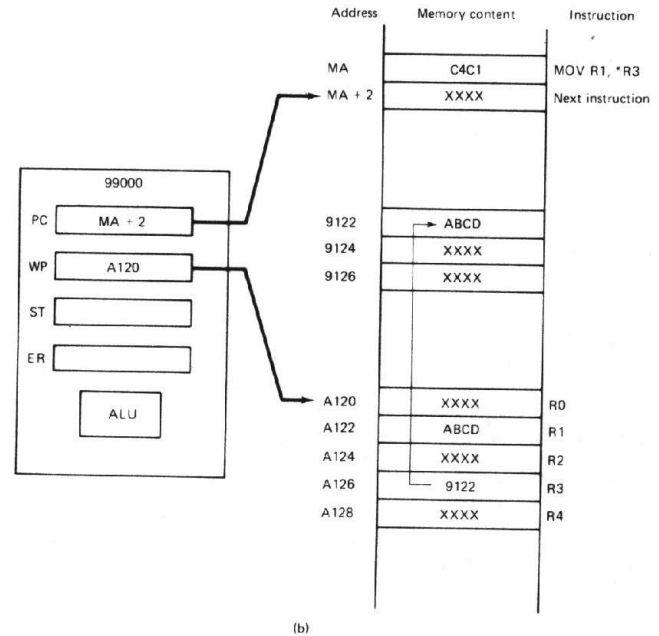 Address Memory content Instruction
MA C4C1 MOV R1, *R3
MA + 2 XXXX Next instruction
99000
PC MA + 2
9122 ABCD
WP A120
9124 XXXX
9126 XXXX
ST
ER
ALU
A120 XXXX R0
A122 ABCD R1
A124 XXXX R2
A126 9122 R3
A128 XXXX R4
(b)